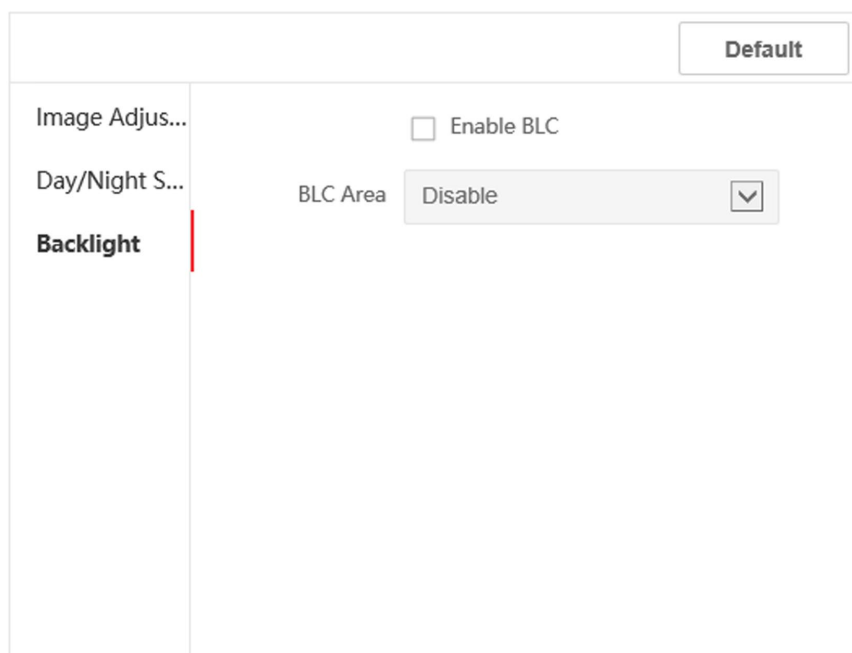 Default
Image Adjus...
Day/Night S...
Backlight
Enable BLC
BLC Area Disable